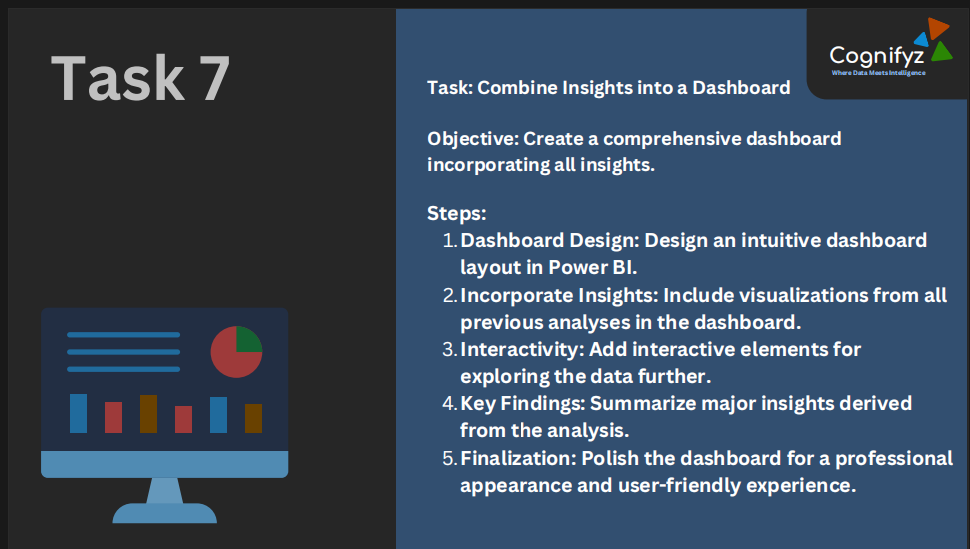 Task 7
Cognifyz
Where Data Meets Intelligence
Task: Combine Insights into a Dashboard
Objective: Create a comprehensive dashboard
incorporating all insights.
Steps:
1. Dashboard Design: Design an intuitive dashboard
layout in Power BI.
2. Incorporate Insights: Include visualizations from all
previous analyses in the dashboard.
3. Interactivity: Add interactive elements for
exploring the data further.
4. Key Findings: Summarize major insights derived
from the analysis.
5. Finalization: Polish the dashboard for a professional
appearance and user-friendly experience.